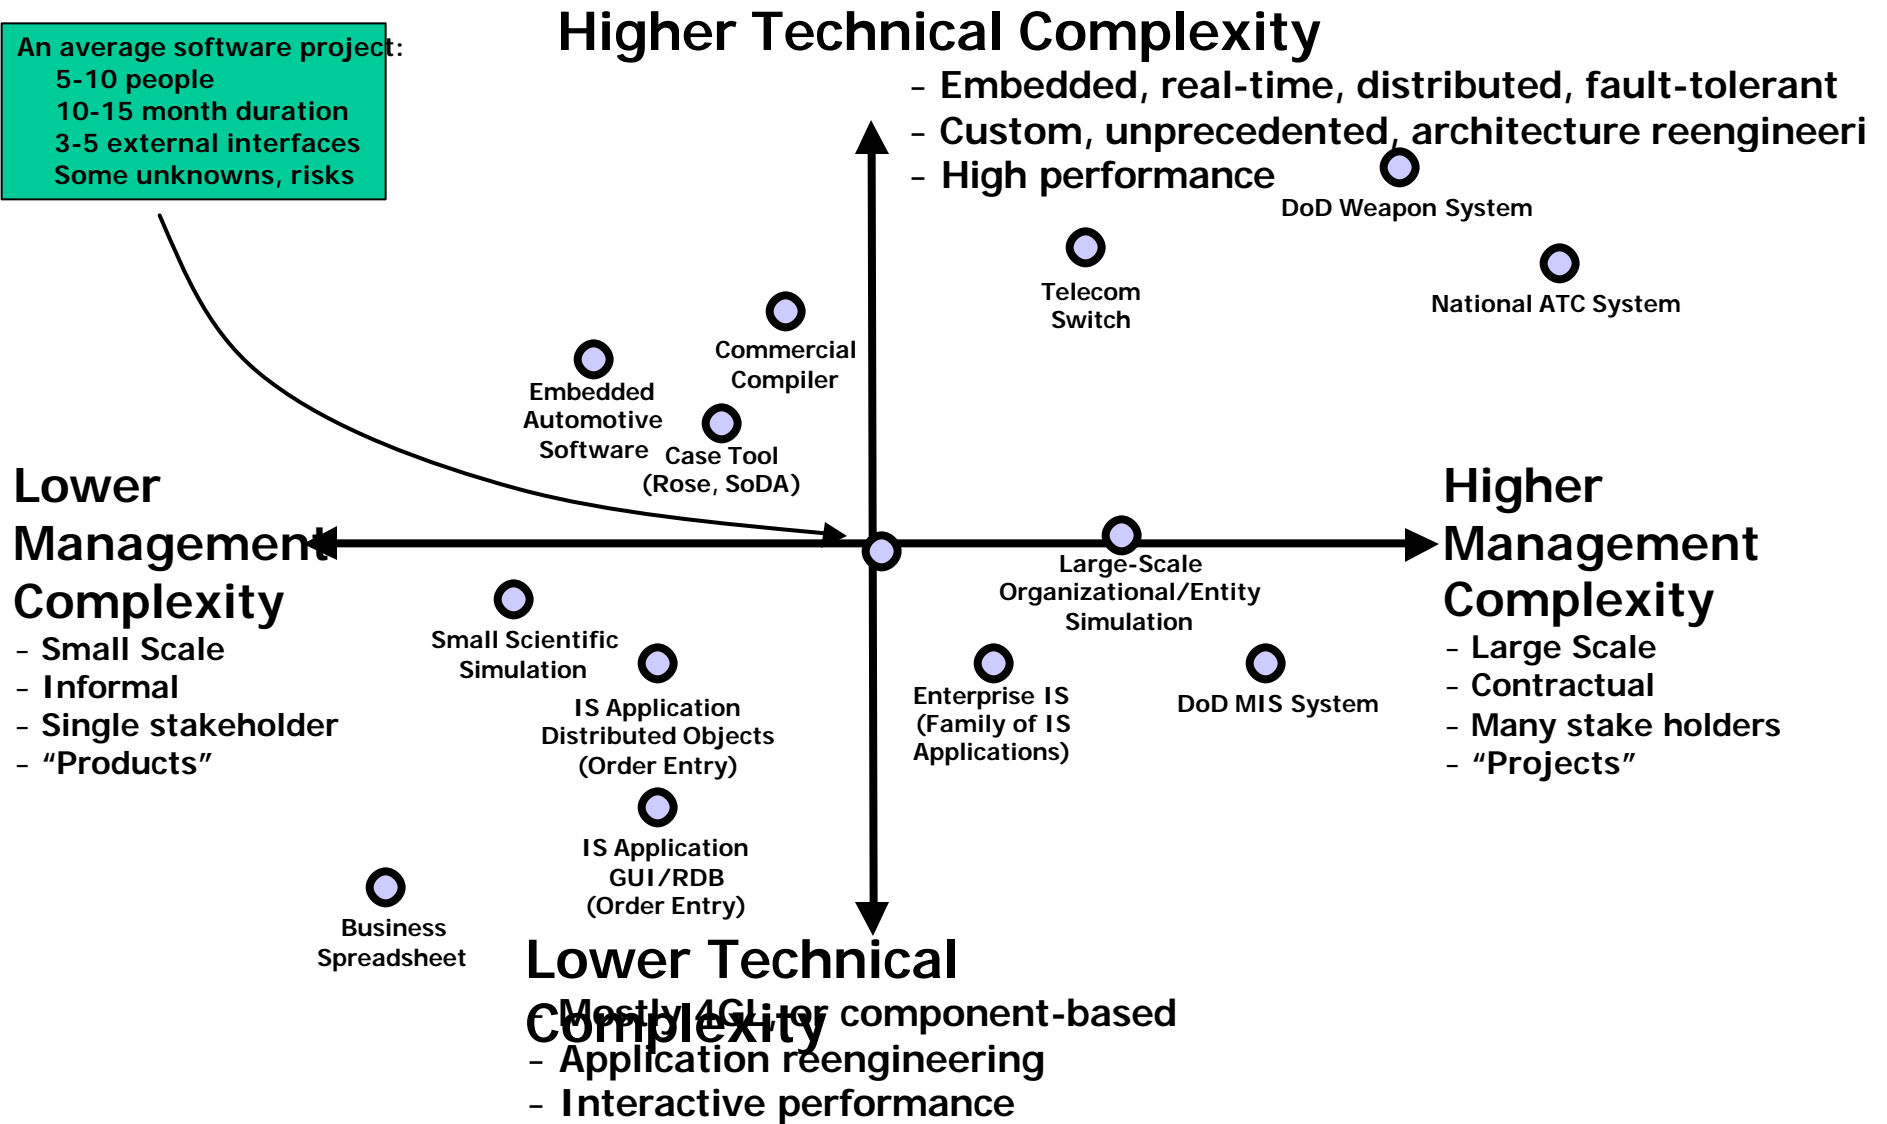 Higher Technical Complexity
An average software project:
5-10 people
10-15 month duration
3-5 external interfaces
Some unknowns, risks
- Embedded, real-time, distributed, fault-tolerant
- Custom, unprecedented, architecture reengineeri
- High performance
DoD Weapon System
Telecom
Switch
National ATC System
Commercial
Compiler
Embedded
Automotive
Software
Case Tool
(Rose, SoDA)
Lower
Management
Complexity
- Small Scale
- Informal
- Single stakeholder
- “Products”
Higher
Management
Complexity
- Large Scale
- Contractual
- Many stake holders
- “Projects”
Large-Scale
Organizational/Entity
Simulation
Small Scientific
Simulation
IS Application
Distributed Objects
(Order Entry)
Enterprise IS
(Family of IS
Applications)
DoD MIS System
IS Application
GUI/RDB
(Order Entry)
Business
Spreadsheet
Lower Technical
Complexity
- Mostly 4GL, or component-based
- Application reengineering
- Interactive performance